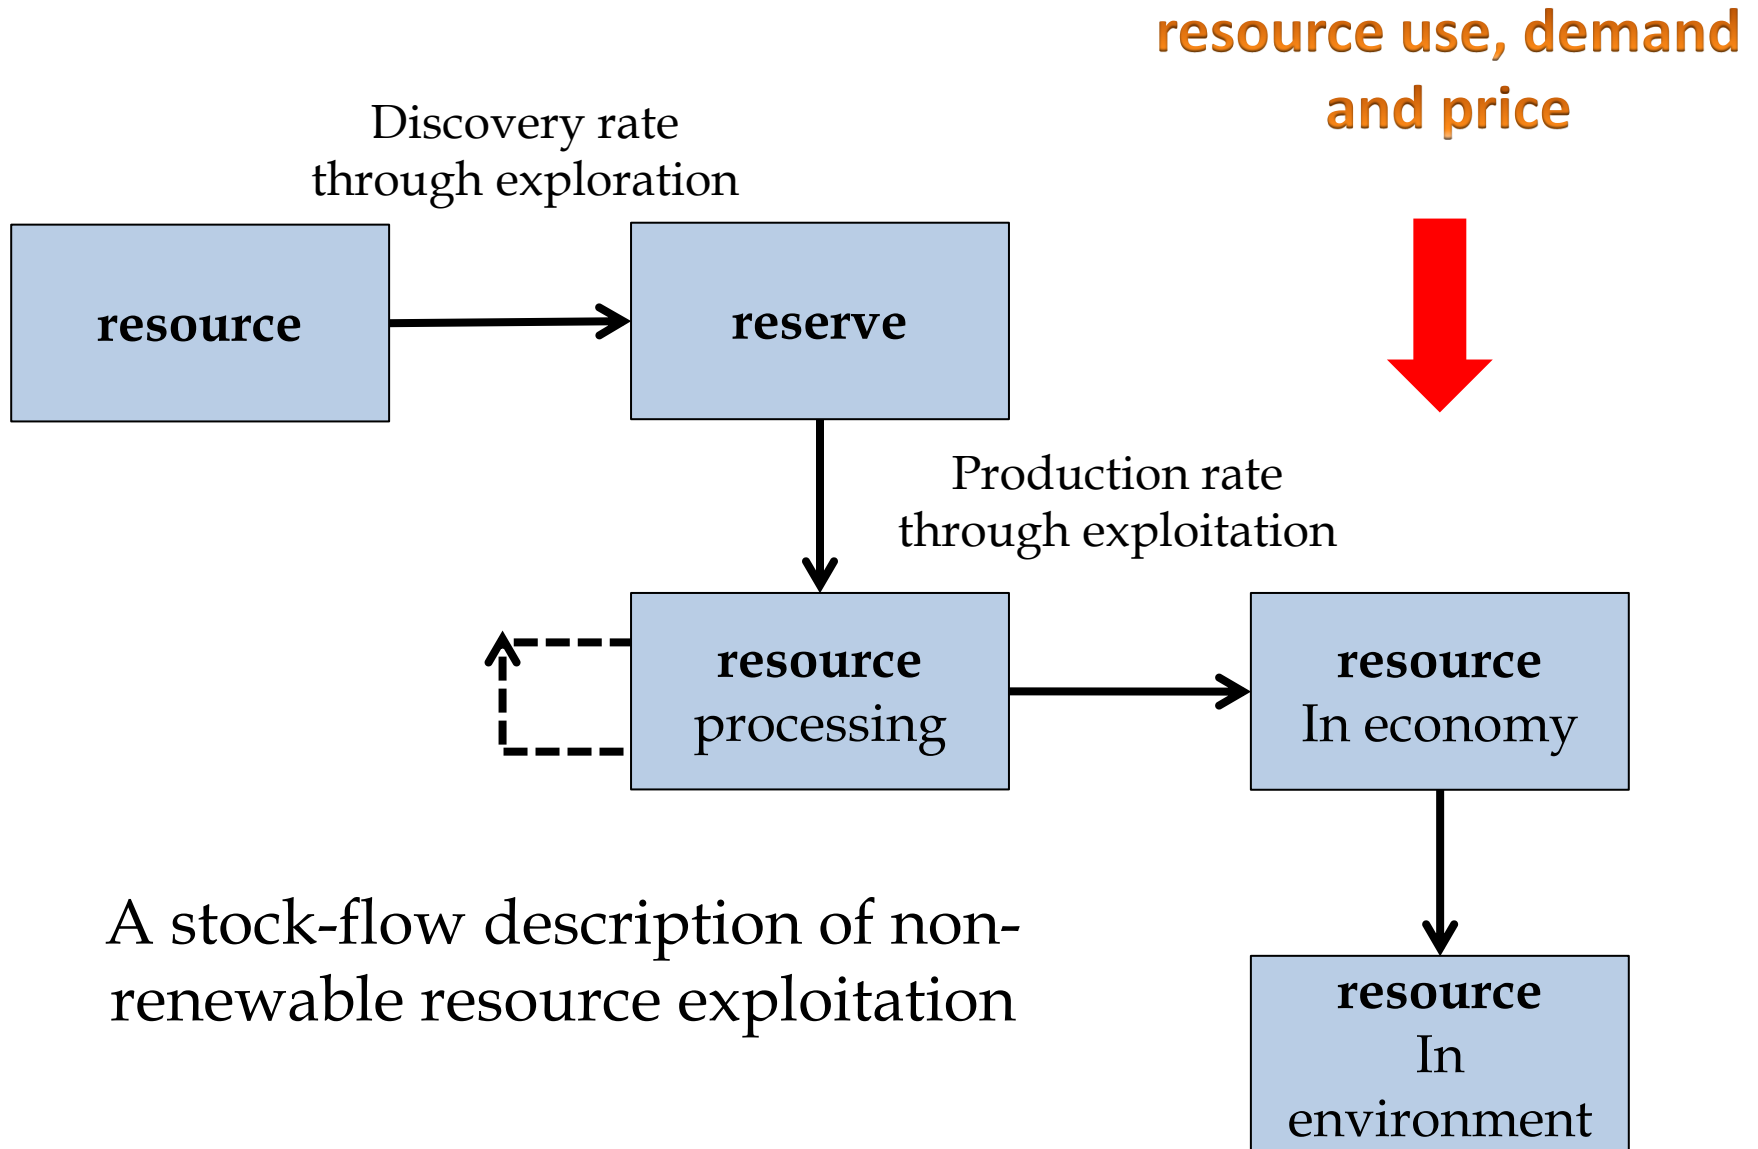 resource use, demand
and price
Discovery rate
through exploration
resource
reserve
Production rate
through exploitation
resource
processing
resource
In economy
A stock-flow description of non-
renewable resource exploitation
resource
In
environment